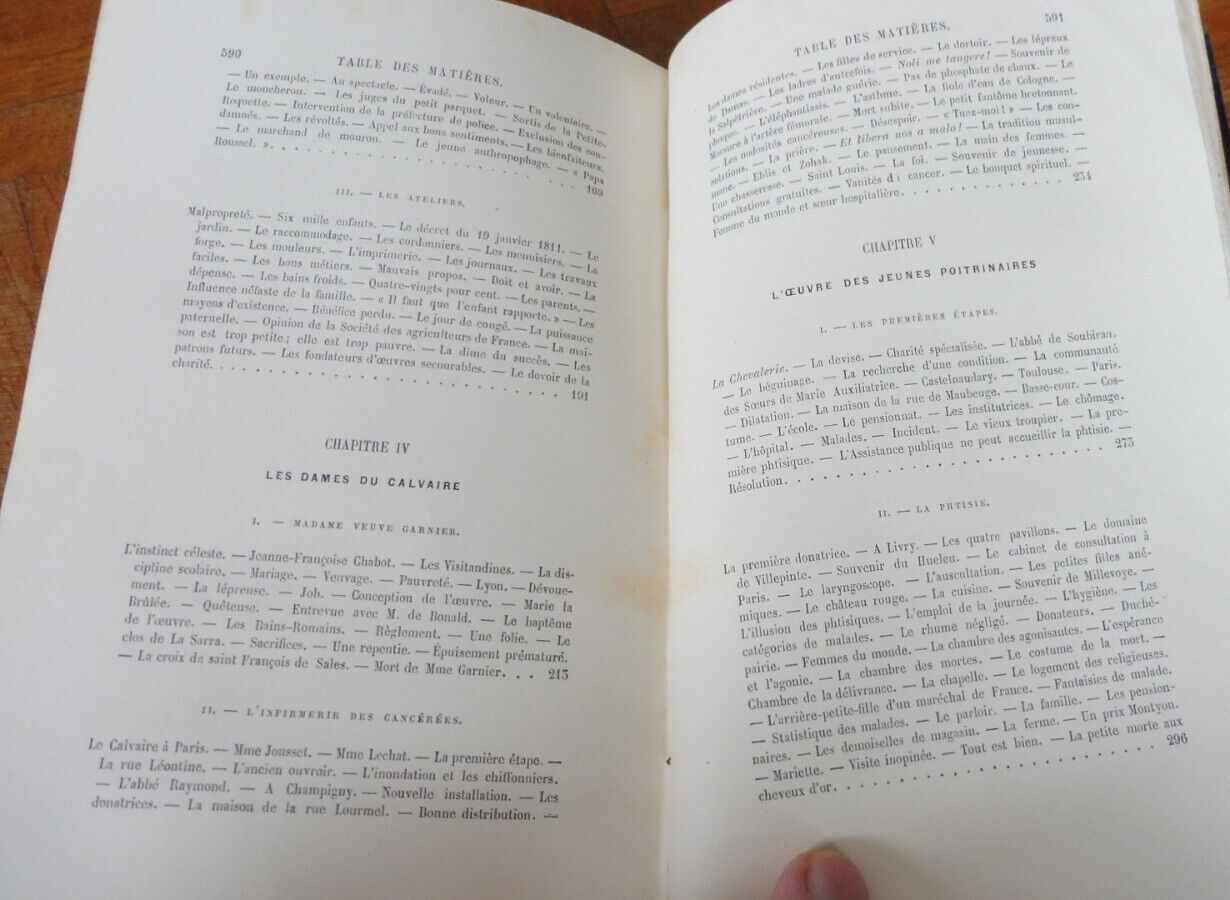 590
TABLE DES MATIÈRES.
— Un exemple. — Au spectacle. — Évadé. — Voleur. — Un volontaire. —
Le moucheron. — Les juges du petit parquet. — Sortis de la Petite-
Roquette. — Intervention de la préfecture de police. — Exclusion des con-
damnés. — Les révoltés. — Appel aux bons sentiments. — Les bienfaiteurs.
— Le marchand de mouron. — Le jeune anthropophage. — « Papa
Roussel. ». . . . . . . . . . . . . . . . . . . . 169
III. — LES ATELIERS.
Malpropreté. — Six mille enfants. — Le décret du 19 janvier 1811. — Le
jardin. — Le raccommodage. — Les cordonniers. — Les menuisiers. — La
forge. — Les mouleurs. — L'imprimerie. — Les journaux. — Les travaux
faciles. — Les bons métiers. — Mauvais propos. — Doit et avoir. — La
dépense. — Les bains froids. — Quatre-vingts pour cent. — Les parents. —
Influence néfaste de la famille. — « Il faut que l'enfant rapporte. » — Les
moyens d'existence. — Bénéfice perdu. — Le jour de congé. — La puissance
paternelle. — Opinion de la Société des agriculteurs de France. — La mai-
son est trop petite; elle est trop pauvre. — La dîme du succès. — Les
patrons futurs. — Les fondateurs d'œuvres secourables. — Le devoir de la
charité. . . . . . . . . . . . . . . . . . . . . . 191
CHAPITRE IV
LES DAMES DU CALVAIRE
I. — MADAME VEUVE GARNIER.
L'instinct céleste. — Jeanne-Françoise Chabot. — Les Visitandines. — La dis-
cipline scolaire. — Mariage. — Veuvage. — Pauvreté. — Lyon. — Dévoue-
ment. — La lépreuse. — Job. — Conception de l'œuvre. — Marie la
Brûlée. — Quêteuse. — Entrevue avec M. de Bonald. — Le baptême
de l'œuvre. — Les Bains-Romains. — Règlement. — Une folie. — Le
clos de La Sarra. — Sacrifices. — Une repentie. — Épuisement prématuré.
— La croix de saint François de Sales. — Mort de Mme Garnier. . . 213
II. — L'INFIRMERIE DES CANCÉRÉES.
Le Calvaire à Paris. — Mme Jousset. — Mme Lechat. — La première étape. —
La rue Léontine. — L'ancien ouvroir. — L'inondation et les chiffonniers.
— L'abbé Raymond. — A Champigny. — Nouvelle installation. — Les
donatrices. — La maison de la rue Lourmel. — Bonne distribution. —
TABLE DES MATIÈRES.
591
Les dames résidentes. — Les filles de service. — Le dortoir. — Les lépreux
de Damas. — Les ladres d'autrefois. — Noli me tangere! — Souvenir de
la Salpêtrière. — Une malade guérie. — Pas de phosphate de chaux. — Le
phoque. — L'éléphantiasis. — L'asthme. — La fiole d'eau de Cologne. —
Morsure à l'artère fémorale. — Mort subite. — Le petit fantôme bretonnant.
— Les nodosités cancéreuses. — Désespoir. — « Tuez-moi! » — Les con-
solations. — La prière. — Et libera nos a malo! — La tradition musul-
mane. — Eblis et Zohak. — Le pansement. — La main des femmes. —
Une chasseresse. — Saint Louis. — La foi. — Souvenir de jeunesse. —
Consultations gratuites. — Vanités du cancer. — Le bouquet spirituel. —
Femme du monde et sœur hospitalière. . . . . . . . . . . . . 234
CHAPITRE V
L'ŒUVRE DES JEUNES POITRINAIRES
I. — LES PREMIÈRES ÉTAPES.
La Chevalerie. — La devise. — Charité spécialisée. — L'abbé de Soubiran.
— Le béguinage. — La recherche d'une condition. — La communauté
des Sœurs de Marie Auxiliatrice. — Castelnaudary. — Toulouse. — Paris.
— Dilatation. — La maison de la rue de Maubeuge. — Basse-cour. — Cos-
tume. — L'école. — Le pensionnat. — Les institutrices. — Le chômage.
— L'hôpital. — Malades. — Incident. — Le vieux troupier. — La pre-
mière phtisique. — L'Assistance publique ne peut accueillir la phtisie. —
Résolution. . . . . . . . . . . . . . . . . . . . . . 273
II. — LA PHTISIE.
La première donatrice. — A Livry. — Les quatre pavillons. — Le domaine
de Villepinte. — Souvenir du Hueleu. — Le cabinet de consultation à
Paris. — Le laryngoscope. — L'auscultation. — Les petites filles ané-
miques. — Le château rouge. — La cuisine. — Souvenir de Millevoye. —
L'illusion des phtisiques. — L'emploi de la journée. — L'hygiène. — Les
catégories de malades. — Le rhume négligé. — Donateurs. — Duché-
pairie. — Femmes du monde. — La chambre des agonisantes. — L'espérance
et l'agonie. — La chambre des mortes. — Le costume de la mort. —
Chambre de la délivrance. — La chapelle. — Le logement des religieuses.
— L'arrière-petite-fille d'un maréchal de France. — Fantaisies de malade.
— Statistique des malades. — Le parloir. — La famille. — Les pension-
naires. — Les demoiselles de magasin. — La ferme. — Un prix Montyon.
— Mariette. — Visite inopinée. — Tout est bien. — La petite morte aux
cheveux d'or. . . . . . . . . . . . . . . . . . . . . . 296